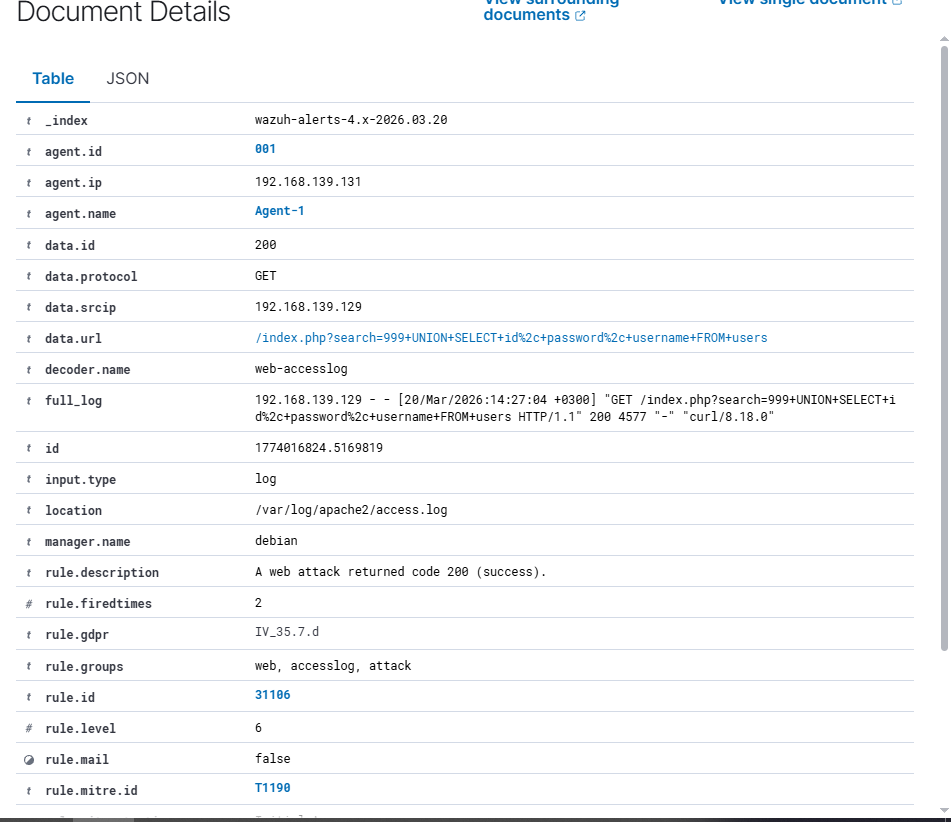 Document Details
View surrounding
documents
View single document
Table JSON
t _index wazuh-alerts-4.x-2026.03.20
t agent.id 001
t agent.ip 192.168.139.131
t agent.name Agent-1
t data.id 200
t data.protocol GET
t data.srcip 192.168.139.129
t data.url /index.php?search=999+UNION+SELECT+id%2c+password%2c+username+FROM+users
t decoder.name web-accesslog
t full_log 192.168.139.129 - - [20/Mar/2026:14:27:04 +0300] "GET /index.php?search=999+UNION+SELECT+i
d%2c+password%2c+username+FROM+users HTTP/1.1" 200 4577 "-" "curl/8.18.0"
t id 1774016824.5169819
t input.type log
t location /var/log/apache2/access.log
t manager.name debian
t rule.description A web attack returned code 200 (success).
# rule.firedtimes 2
t rule.gdpr IV_35.7.d
t rule.groups web, accesslog, attack
t rule.id 31106
# rule.level 6
rule.mail false
t rule.mitre.id T1190